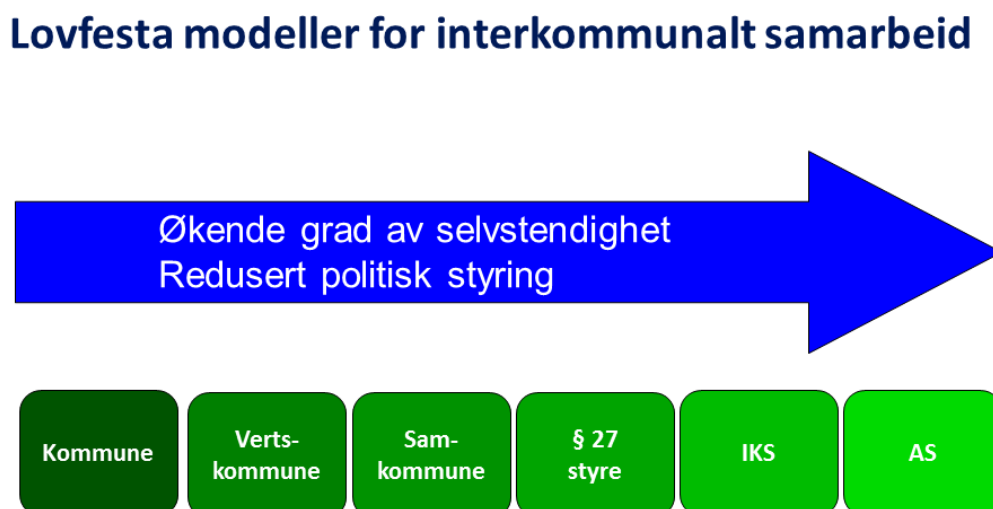 Lovfesta modeller for interkommunalt samarbeid
Økende grad av selvstendighet
Redusert politisk styring
Kommune
Verts-
kommune
Sam-
kommune
§ 27
styre
IKS
AS